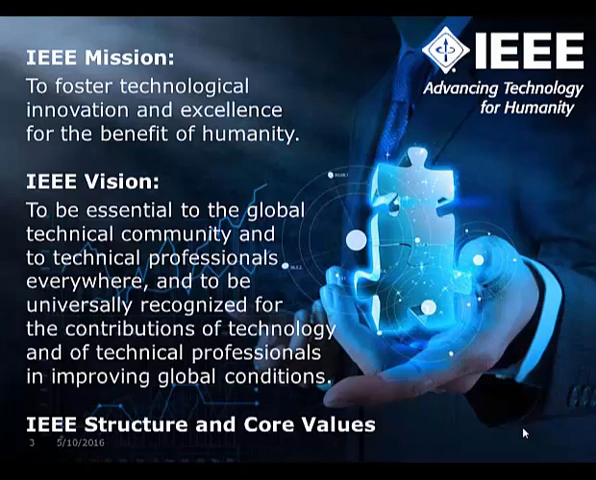 IEEE Mission:
To foster technological
innovation and excellence
for the benefit of humanity.
IEEE Vision:
To be essential to the global
technical community and
to technical professionals
everywhere, and to be
universally recognized for
the contributions of technology
and of technical professionals
in improving global conditions.
IEEE Structure and Core Values
3 5/10/2016
IEEE
Advancing Technology
for Humanity